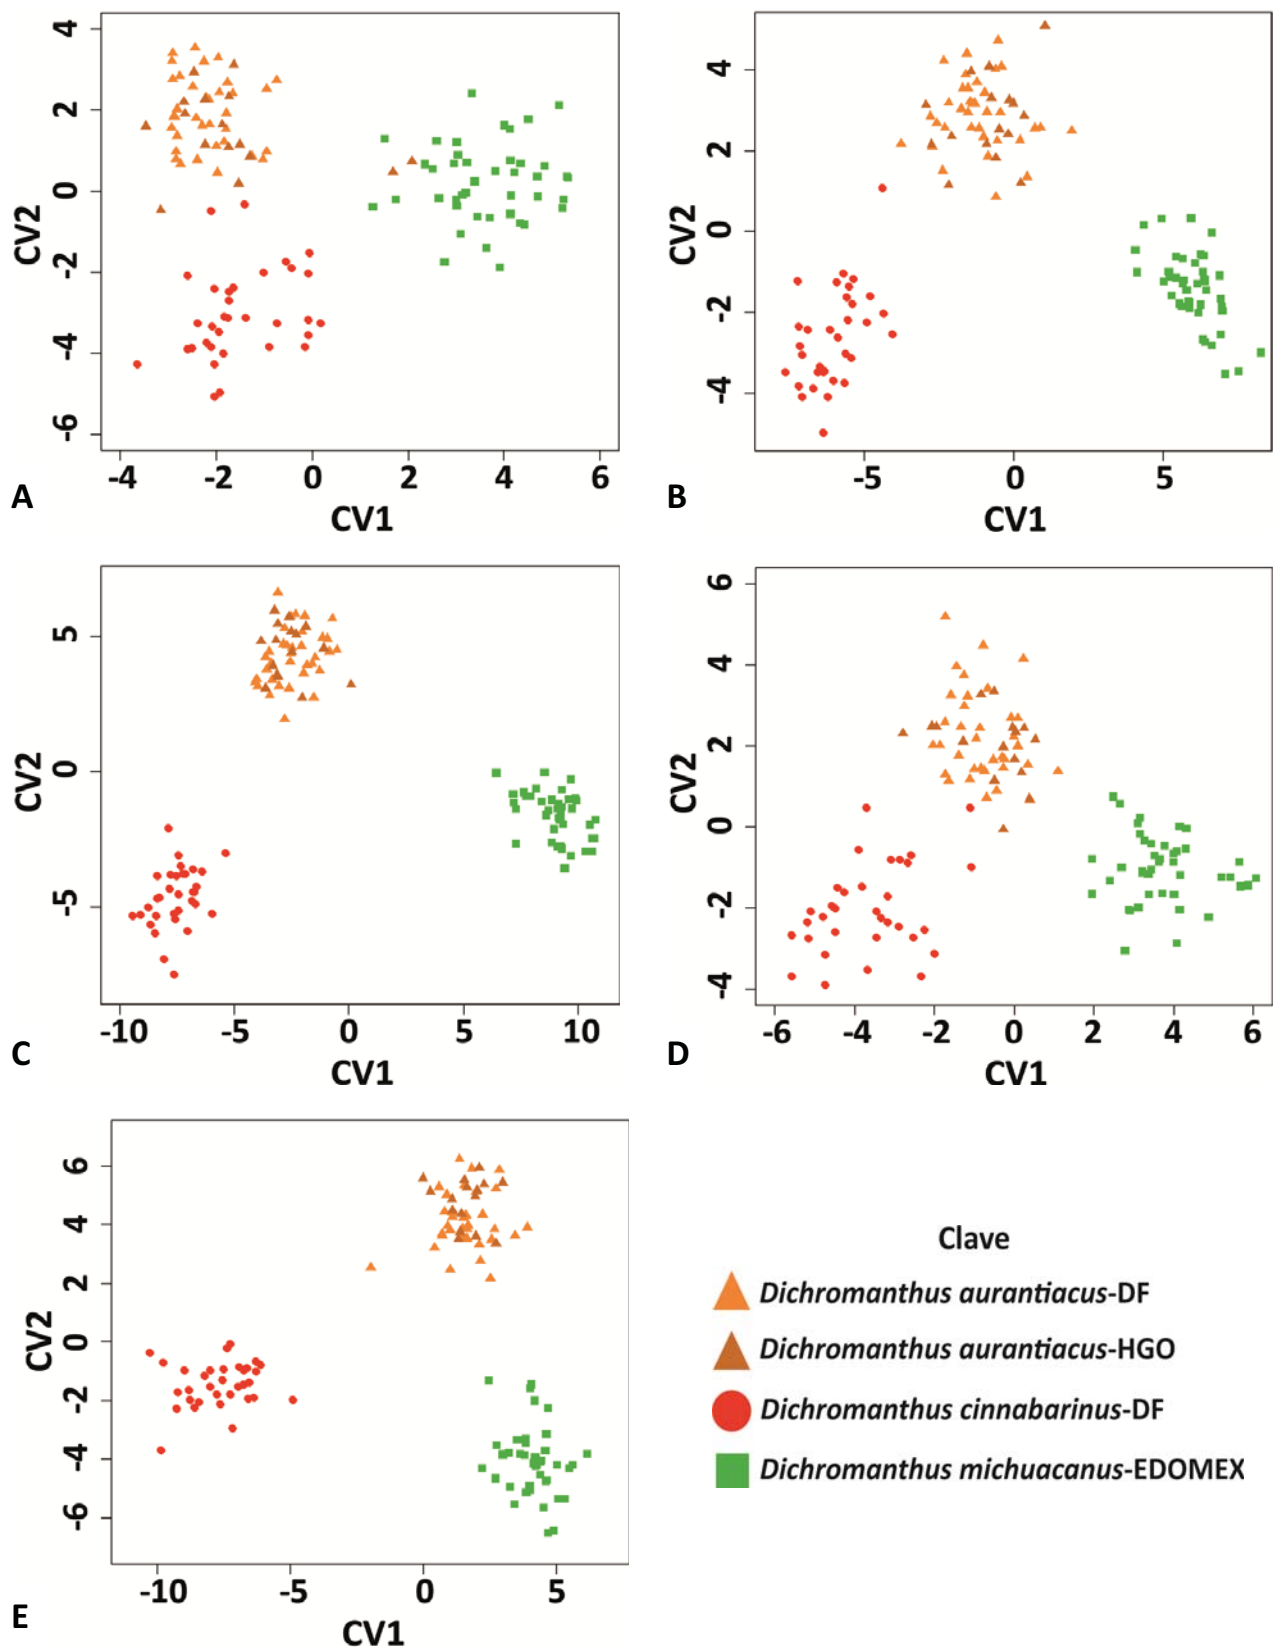 4
2
0
-2
-4
-6
CV2
-4
-2
0
2
4
6
CV1
A
4
2
0
-2
-4
CV2
-5
0
5
CV1
B
5
0
-5
CV2
-10
-5
0
5
10
CV1
C
6
4
2
0
-2
-4
CV2
-6
-4
-2
0
2
4
6
CV1
D
6
4
2
0
-2
-4
-6
CV2
-10
-5
0
5
CV1
E
Clave
Dichromanthus aurantiacus-DF
Dichromanthus aurantiacus-HGO
Dichromanthus cinnabarinus-DF
Dichromanthus michuacanus-EDOMEX